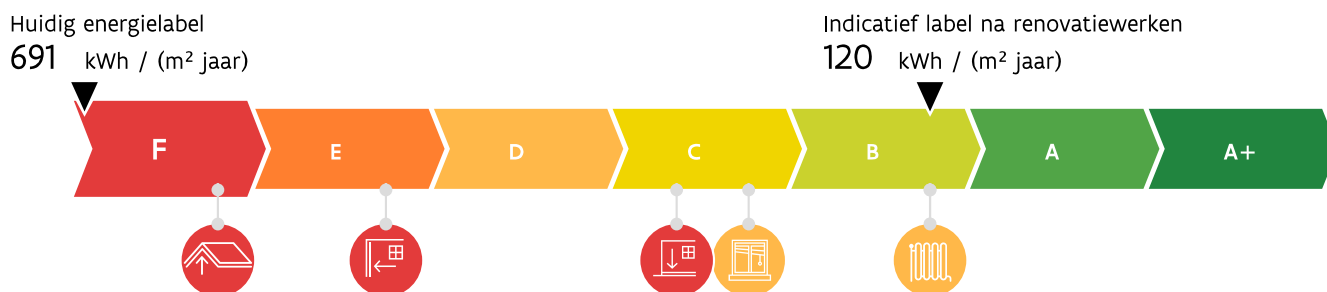 Huidig energielabel
691 kWh / (m² jaar)
Indicatief label na renovatiewerken
120 kWh / (m² jaar)
F E D C B A A+